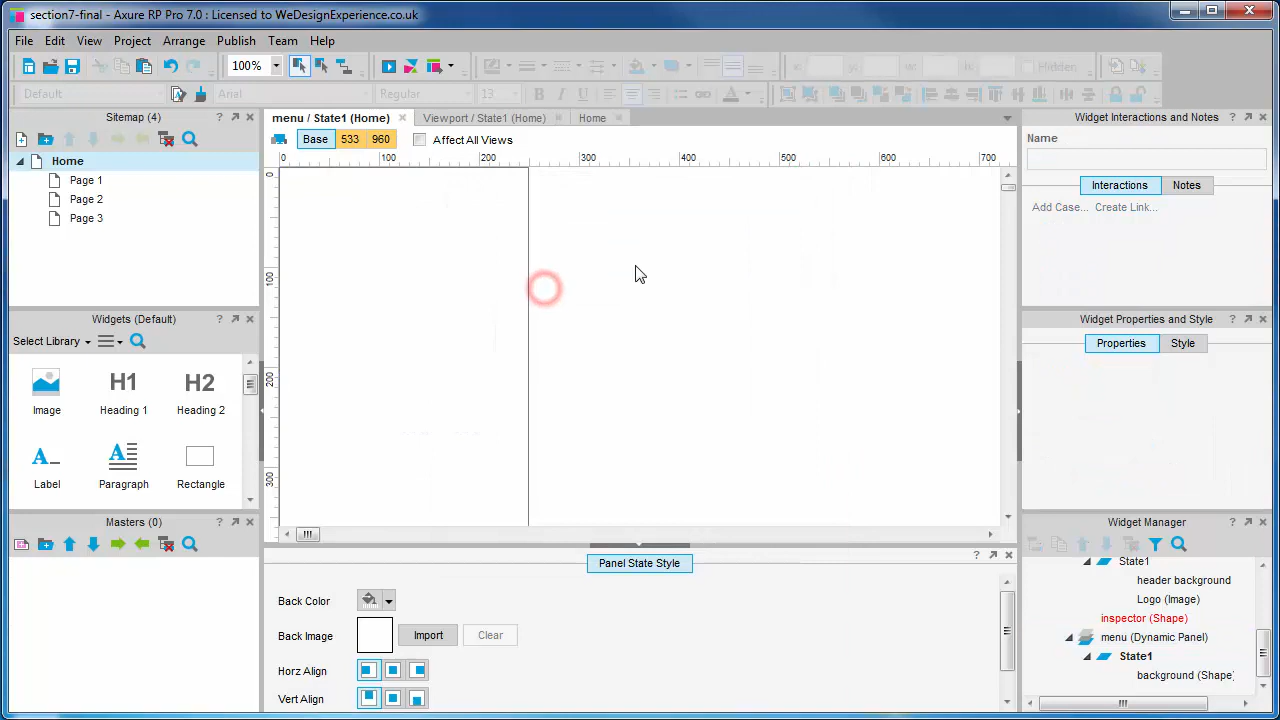 section7-final - Axure RP Pro 7.0 : Licensed to WeDesignExperience.co.uk
File Edit View Project Arrange Publish Team Help
100%
Default Arial Regular 13 Hidden
Sitemap (4)
Home
Page 1
Page 2
Page 3
Widgets (Default)
Select Library
Image
H1
Heading 1
H2
Heading 2
A
Label
A
Paragraph
Rectangle
Masters (0)
menu / State1 (Home) Viewport / State1 (Home) Home
Base 533 960 Affect All Views
0 100 200 300 400 500 600 700
0
100
200
300
Panel State Style
Back Color
Back Image Import Clear
Horz Align
Vert Align
Widget Interactions and Notes
Name
Interactions Notes
Add Case... Create Link...
Widget Properties and Style
Properties Style
Widget Manager
State1
header background
Logo (Image)
inspector (Shape)
menu (Dynamic Panel)
State1
background (Shape)